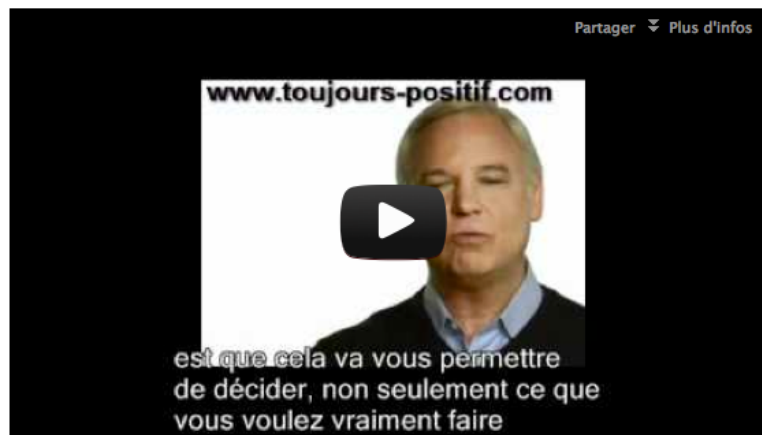 Partager Plus d'infos
www.toujours-positif.com
est que cela va vous permettre
de décider, non seulement ce que
vous voulez vraiment faire